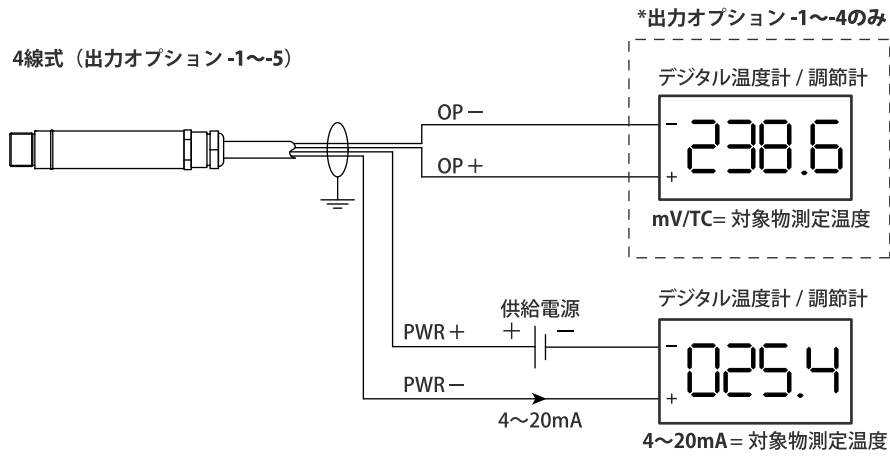 *出力オプション -1～-4のみ
4線式（出力オプション -1～-5）
デジタル温度計 / 調節計
OP －
－
238.6
OP ＋
＋
mV/TC= 対象物測定温度
供給電源
デジタル温度計 / 調節計
PWR ＋
＋ －
－
025.4
PWR －
＋
4～20mA
4～20mA = 対象物測定温度